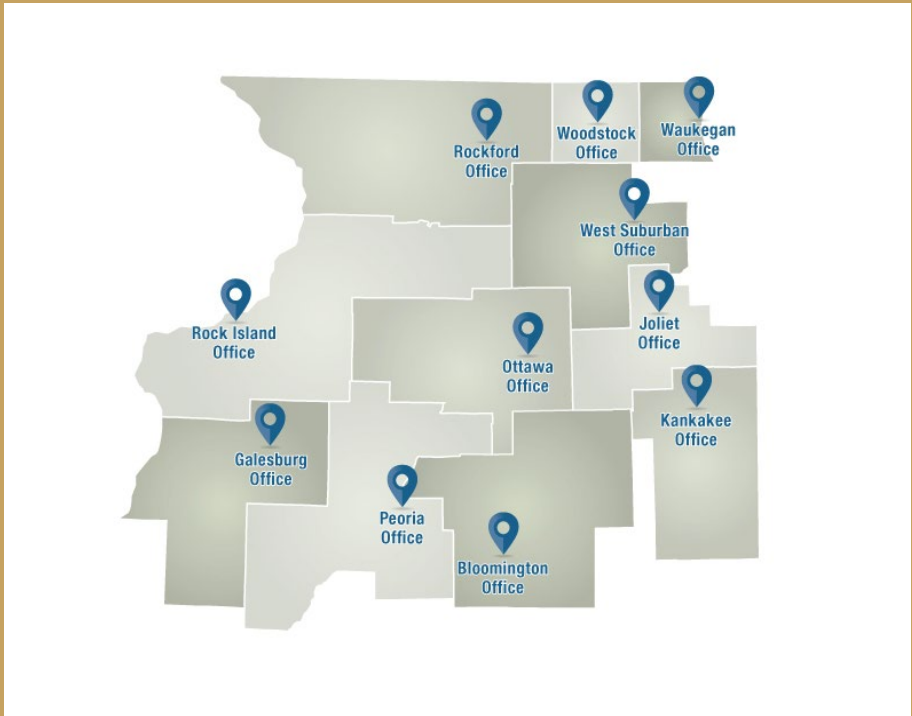 Rockford
Office
Woodstock
Office
Waukegan
Office
West Suburban
Office
Rock Island
Office
Joliet
Office
Ottawa
Office
Kankakee
Office
Galesburg
Office
Peoria
Office
Bloomington
Office